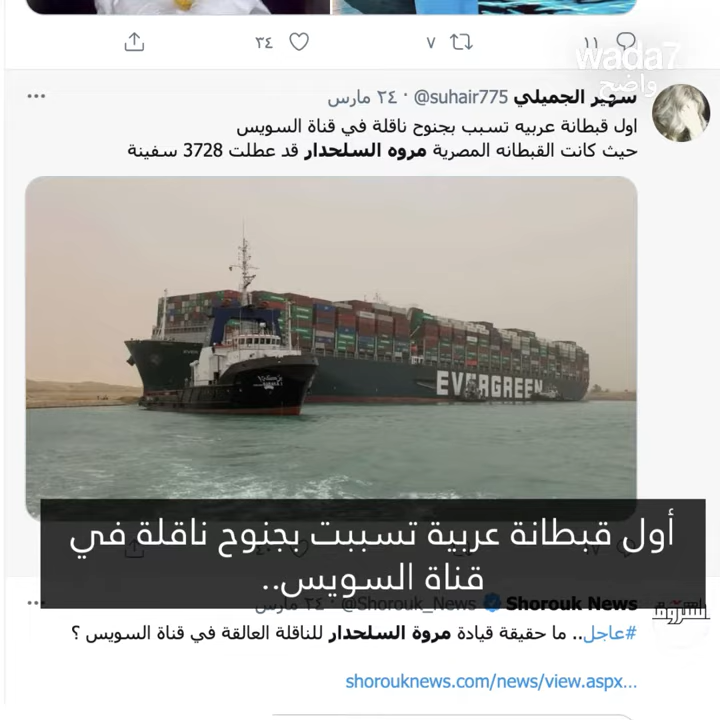 ٣٤ ٧ ١١
wada7
واضح
سهير الجميلي @suhair775 · ٢٤ مارس
اول قبطانة عربيه تسبب بجنوح ناقلة في قناة السويس
حيث كانت القبطانه المصرية مروه السلحدار قد عطلت 3728 سفينة
EVERGREEN
أول قبطانة عربية تسببت بجنوح ناقلة في
قناة السويس..
Shorouk News @Shorouk_News · ٢٤ مارس
الشروق
#عاجل.. ما حقيقة قيادة مروة السلحدار للناقلة العالقة في قناة السويس ؟
shorouknews.com/news/view.aspx...